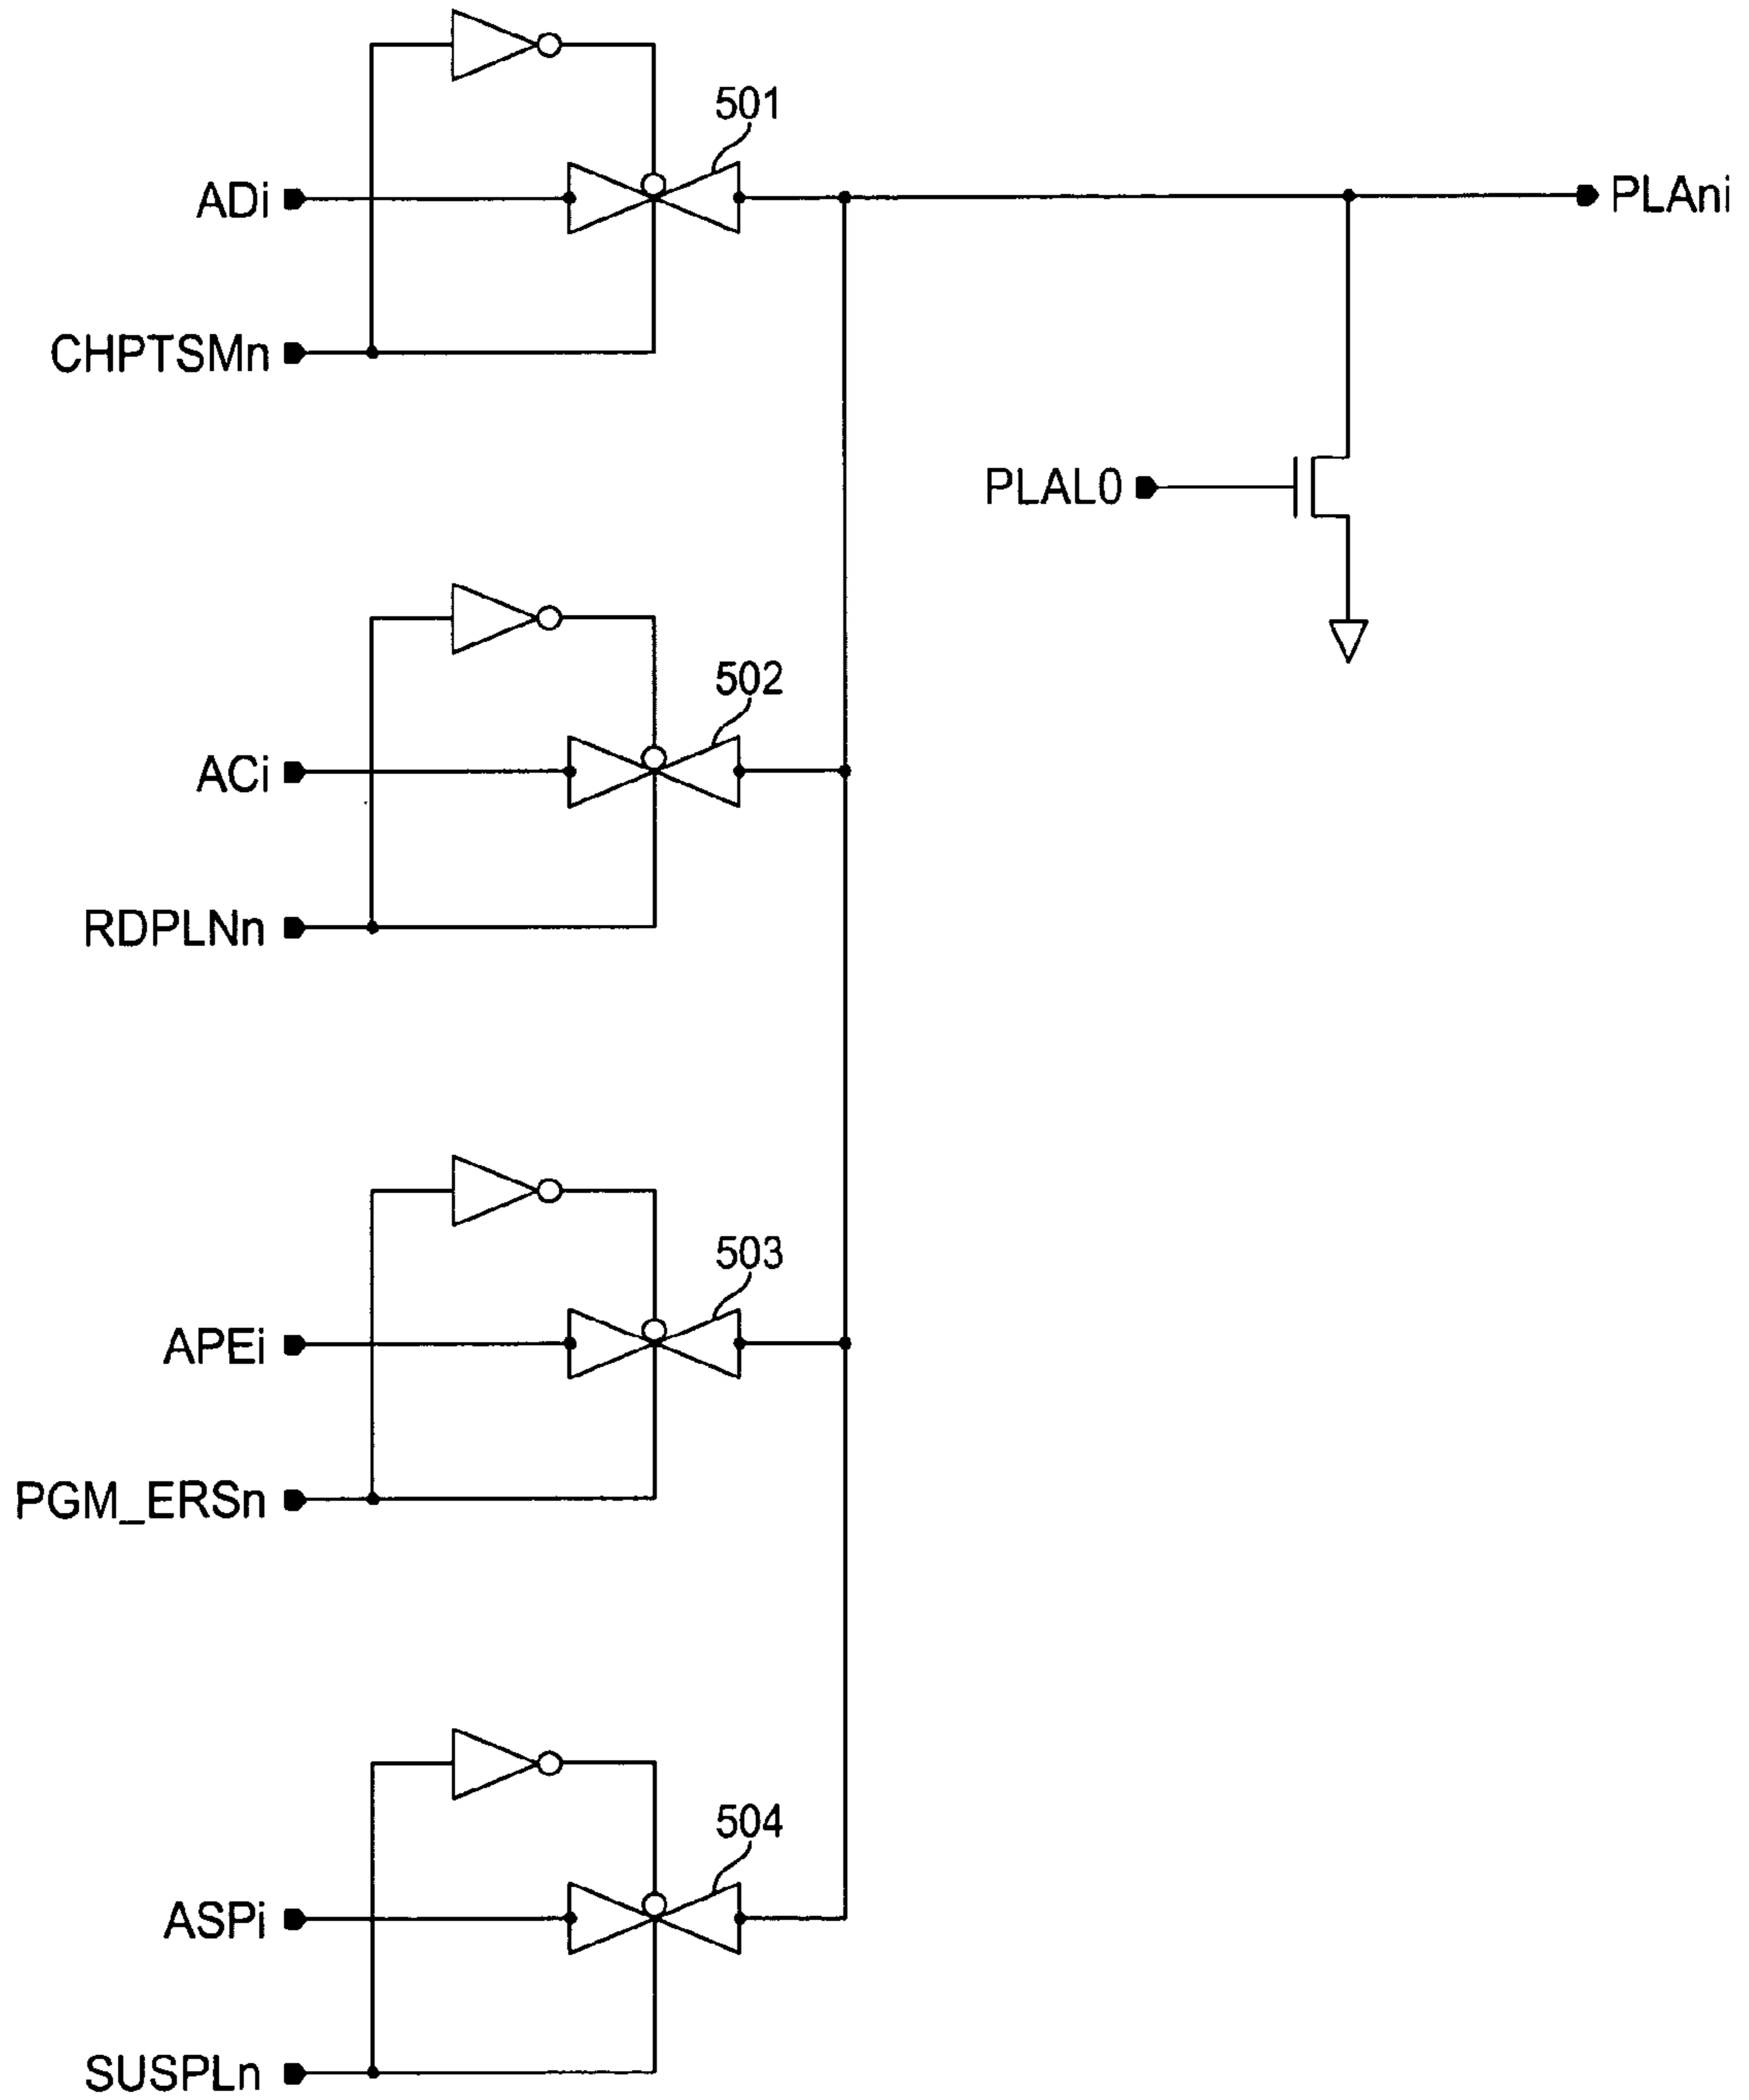 501
ADi
PLAni
CHPTSMn
PLAL0
502
ACi
RDPLNn
503
APEi
PGM_ERSn
504
ASPi
SUSPLn